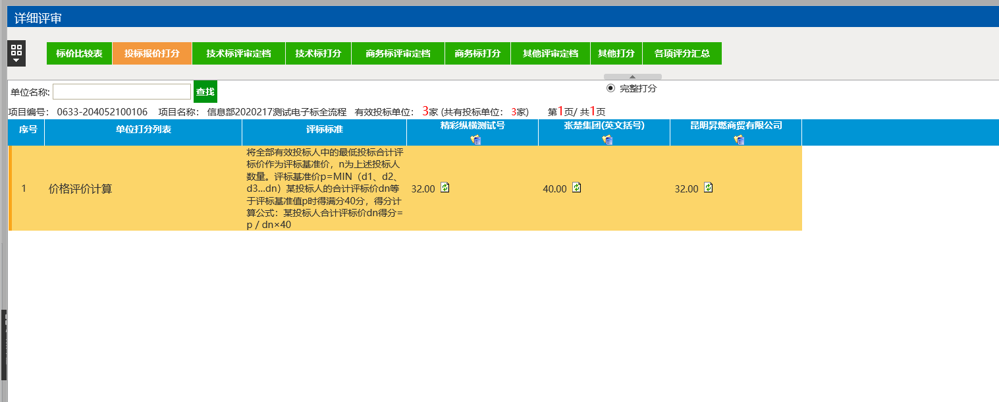 详细评审
标价比较表 投标报价打分 技术标评审定档 技术标打分 商务标评审定档 商务标打分 其他评审定档 其他打分 各项评分汇总
单位名称: 查找 完整打分
项目编号： 0633-204052100106 项目名称： 信息部2020217测试电子标全流程 有效投标单位： 3家 (共有投标单位： 3家) 第1页/ 共1页
序号 单位打分列表 评标标准 精彩纵横测试号 张楚集团(英文括号) 昆明昇燃商贸有限公司
将全部有效投标人中的最低投标合计评
标价作为评标基准价，n为上述投标人
数量。评标基准价p=MIN（d1、d2、
1 价格评价计算 d3...dn）某投标人的合计评标价dn等 32.00 40.00 32.00
于评标基准值p时得满分40分，得分计
算公式：某投标人合计评标价dn得分=
p / dn×40